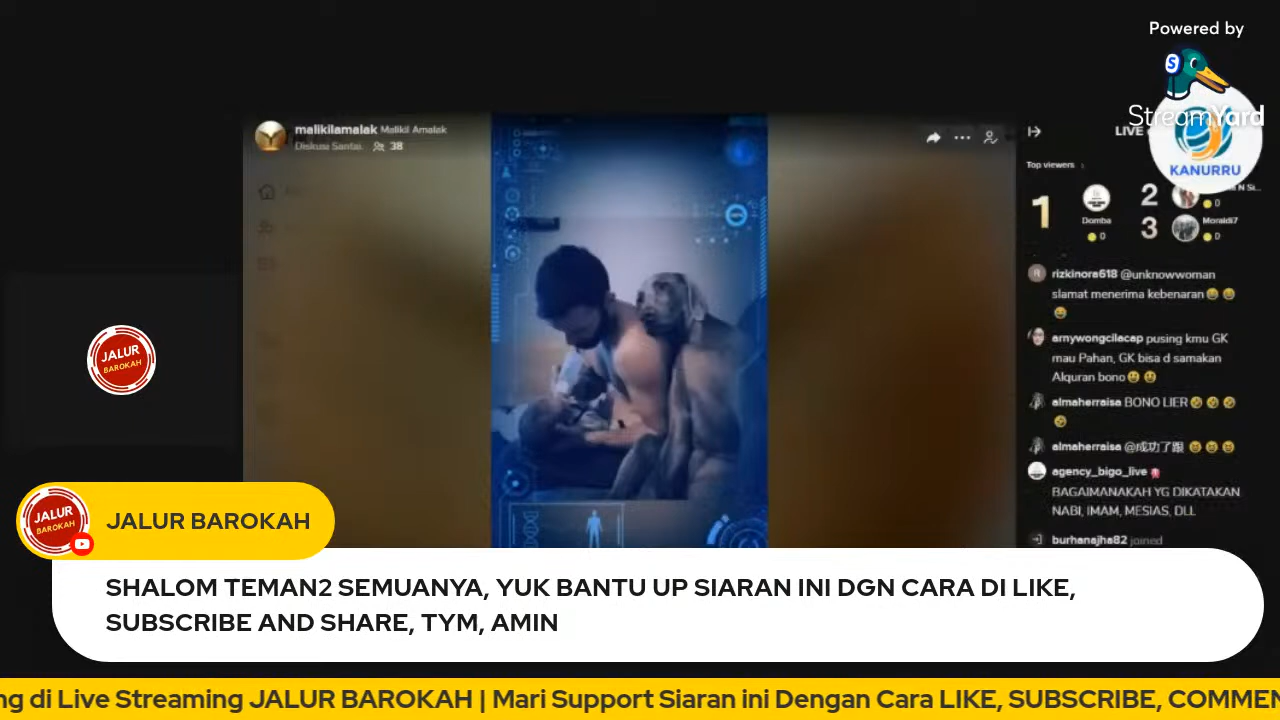 Powered by
StreamYard
KANURRU
malikilamalak Malikil Amalak
Diskusi Santai. 38
LIVE
Top viewers
1
Domba
0
2
N Si...
0
3
Moraldi7
0
rizkinora618 @unknowwoman
slamat menerima kebenaran😄😄
😄
arnywongcilacap pusing kmu GK
mau Pahan, GK bisa d samakan
Alquran bono😃😃
almaherraisa BONO LIER🤣🤣🤣
🤣
almaherraisa @成功了跟 😆😆😆
agency_bigo_live
BAGAIMANAKAH YG DIKATAKAN
NABI, IMAM, MESIAS, DLL
burhanajha82 joined
JALUR
BAROKAH
JALUR
BAROKAH
JALUR BAROKAH
SHALOM TEMAN2 SEMUANYA, YUK BANTU UP SIARAN INI DGN CARA DI LIKE,
SUBSCRIBE AND SHARE, TYM, AMIN
ng di Live Streaming JALUR BAROKAH | Mari Support Siaran ini Dengan Cara LIKE, SUBSCRIBE, COMMEN